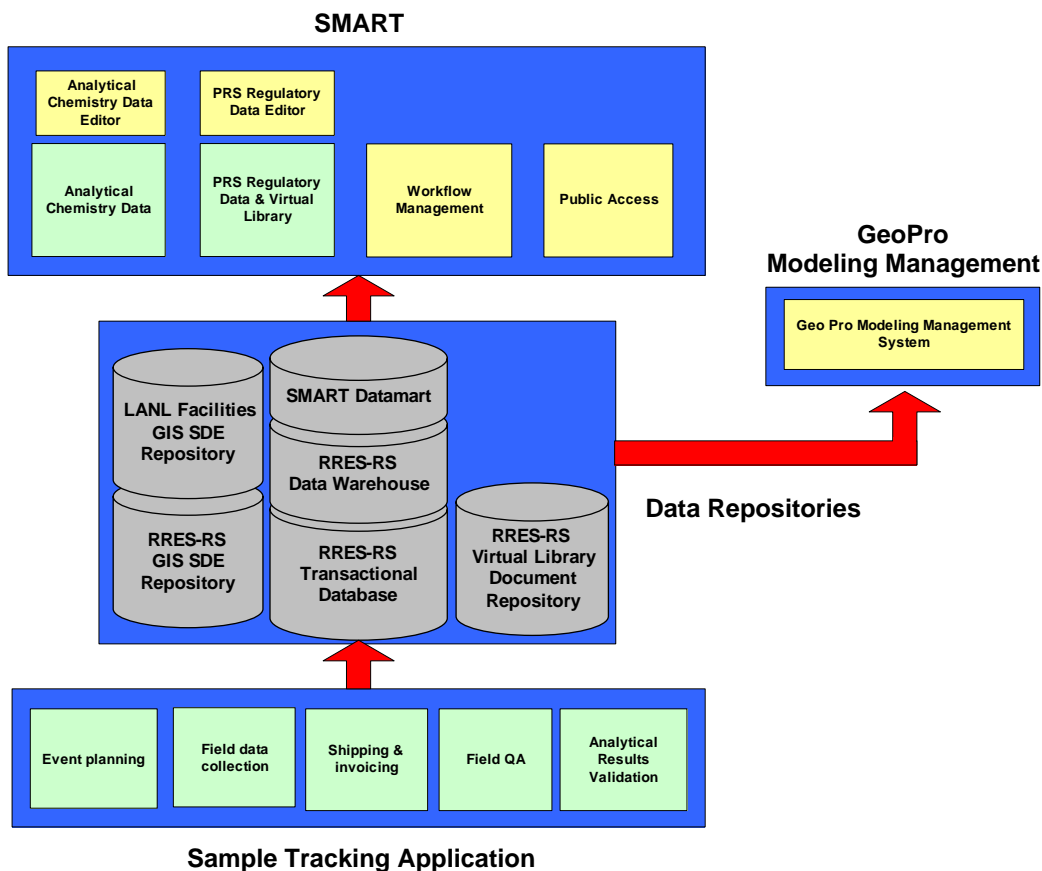 SMART
Analytical
Chemistry Data
Editor
PRS Regulatory
Data Editor
Analytical
Chemistry Data
PRS Regulatory
Data & Virtual
Library
Workflow
Management
Public Access
GeoPro
Modeling Management
Geo Pro Modeling Management
System
LANL Facilities
GIS SDE
Repository
SMART Datamart
RRES-RS
Data Warehouse
RRES-RS
GIS SDE
Repository
RRES-RS
Transactional
Database
RRES-RS
Virtual Library
Document
Repository
Data Repositories
Event planning
Field data
collection
Shipping &
invoicing
Field QA
Analytical
Results
Validation
Sample Tracking Application